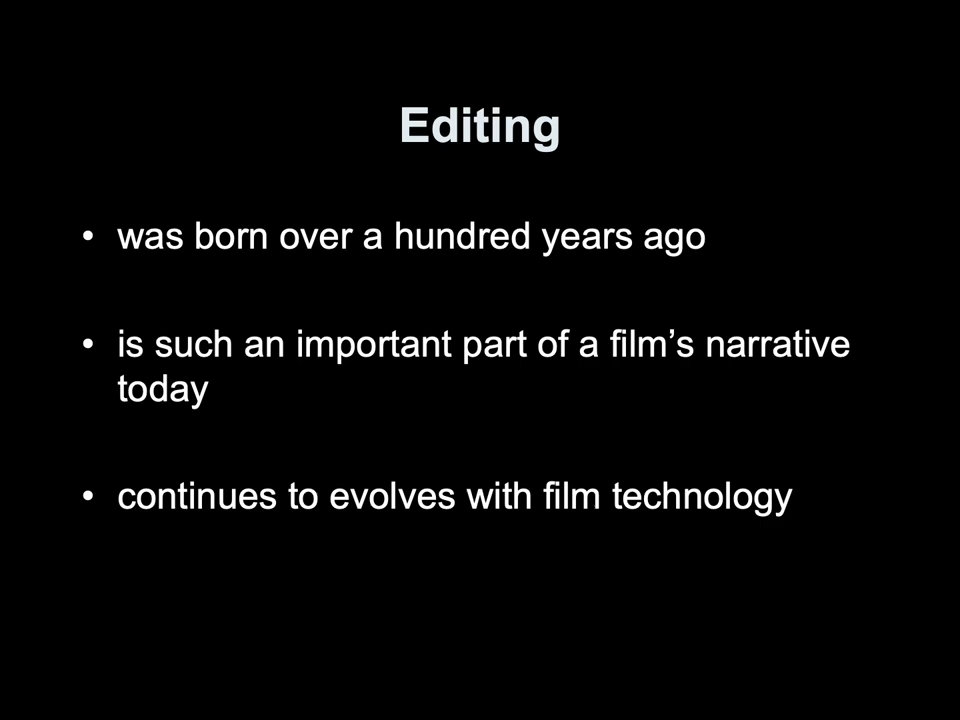 Editing
• was born over a hundred years ago
• is such an important part of a film’s narrative
today
• continues to evolves with film technology